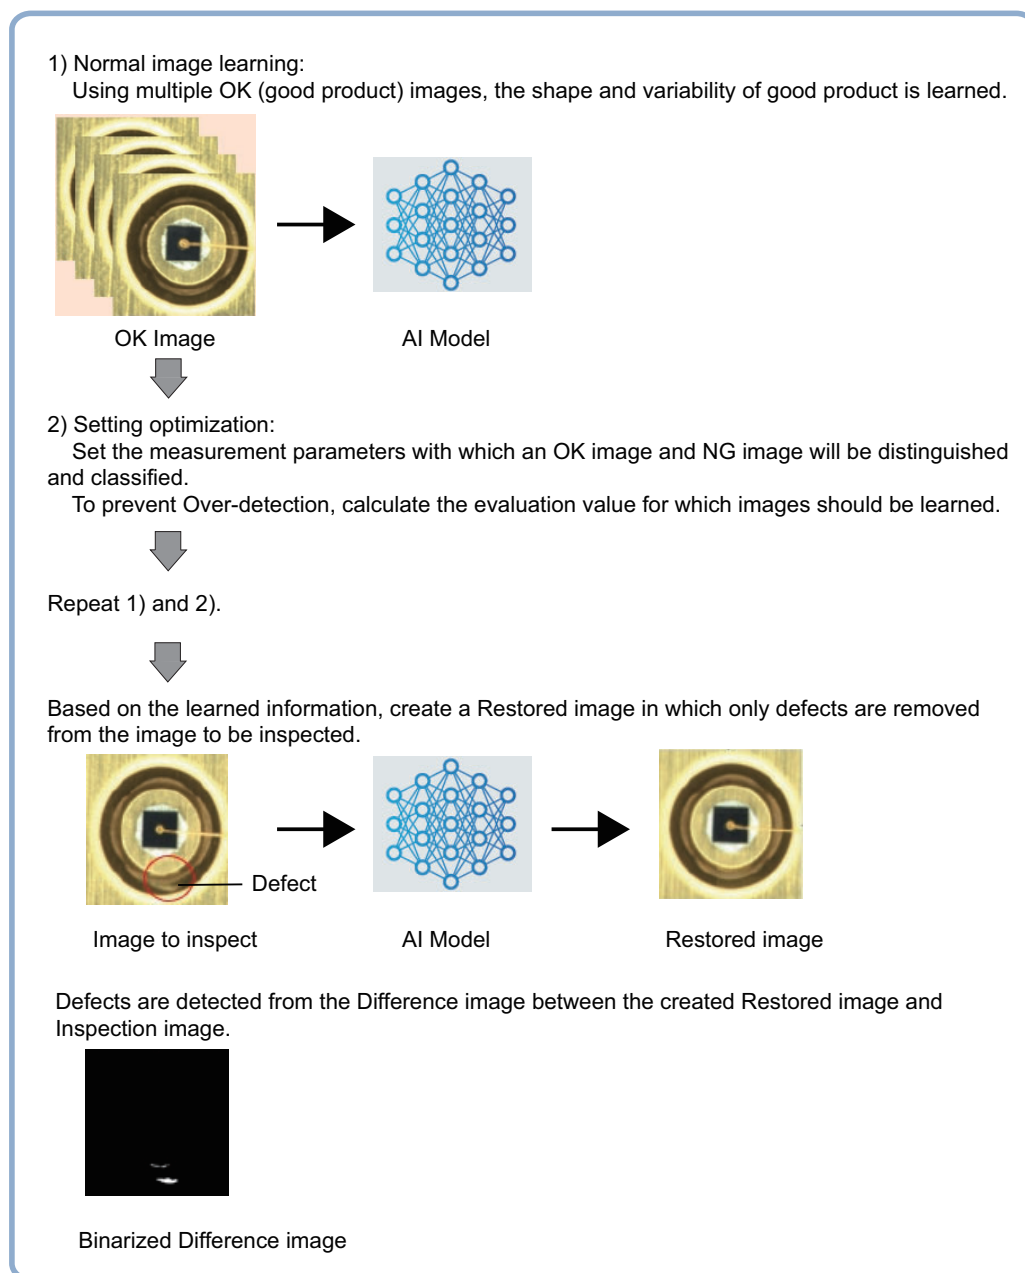 1) Normal image learning:
Using multiple OK (good product) images, the shape and variability of good product is learned.
OK Image
AI Model
2) Setting optimization:
Set the measurement parameters with which an OK image and NG image will be distinguished
and classified.
To prevent Over-detection, calculate the evaluation value for which images should be learned.
Repeat 1) and 2).
Based on the learned information, create a Restored image in which only defects are removed
from the image to be inspected.
Defect
Image to inspect
AI Model
Restored image
Defects are detected from the Difference image between the created Restored image and
Inspection image.
Binarized Difference image